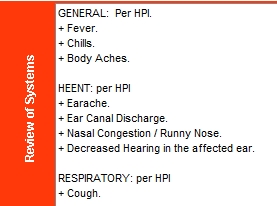 Review of Systems
GENERAL:  Per HPI.
+ Fever.
+ Chills.
+ Body Aches.
HEENT: per HPI
+ Earache.
+ Ear Canal Discharge.
+ Nasal Congestion / Runny Nose.
+ Decreased Hearing in the affected ear.
RESPIRATORY: per HPI
+ Cough.